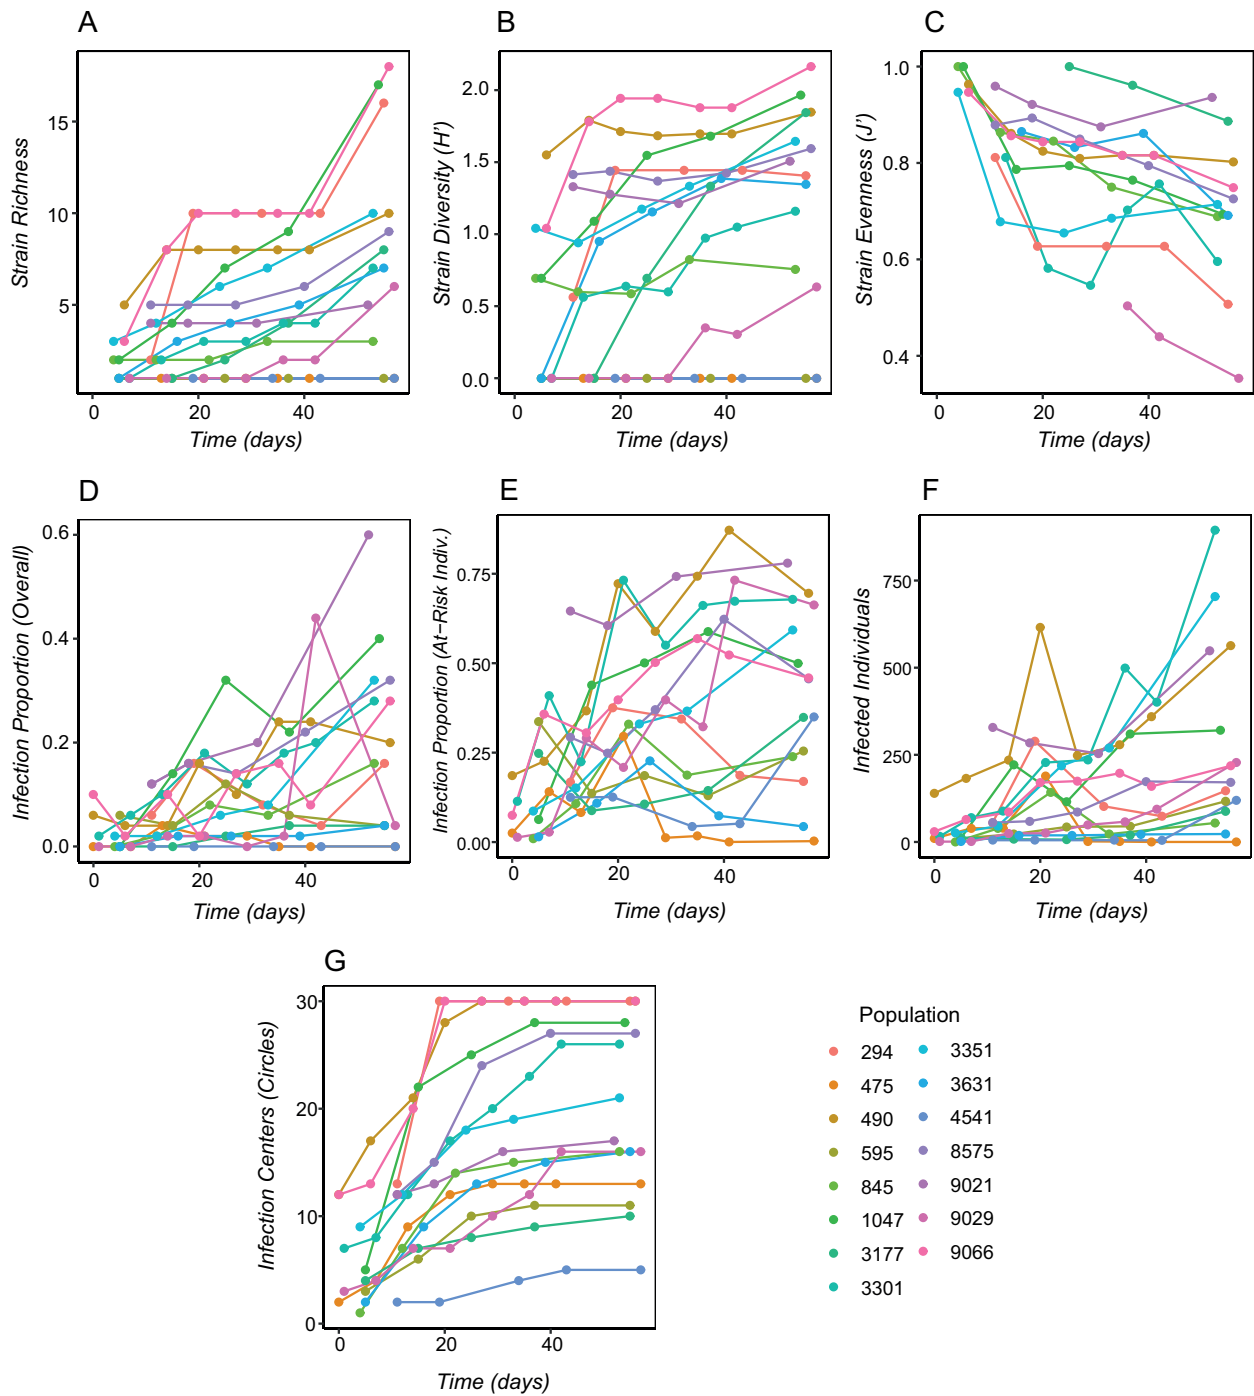 A
B
C
Strain Richness
15
10
5
0
20
40
Time (days)
Strain Diversity (H')
2.0
1.5
1.0
0.5
0.0
0
20
40
Time (days)
Strain Evenness (J')
1.0
0.8
0.6
0.4
0
20
40
Time (days)
D
E
F
Infection Proportion (Overall)
0.6
0.4
0.2
0.0
0
20
40
Time (days)
Infection Proportion (At−Risk Indiv.)
0.75
0.50
0.25
0.00
0
20
40
Time (days)
Infected Individuals
750
500
250
0
0
20
40
Time (days)
G
Infection Centers (Circles)
30
20
10
0
0
20
40
Time (days)
Population
294
475
490
595
845
1047
3177
3301
3351
3631
4541
8575
9021
9029
9066